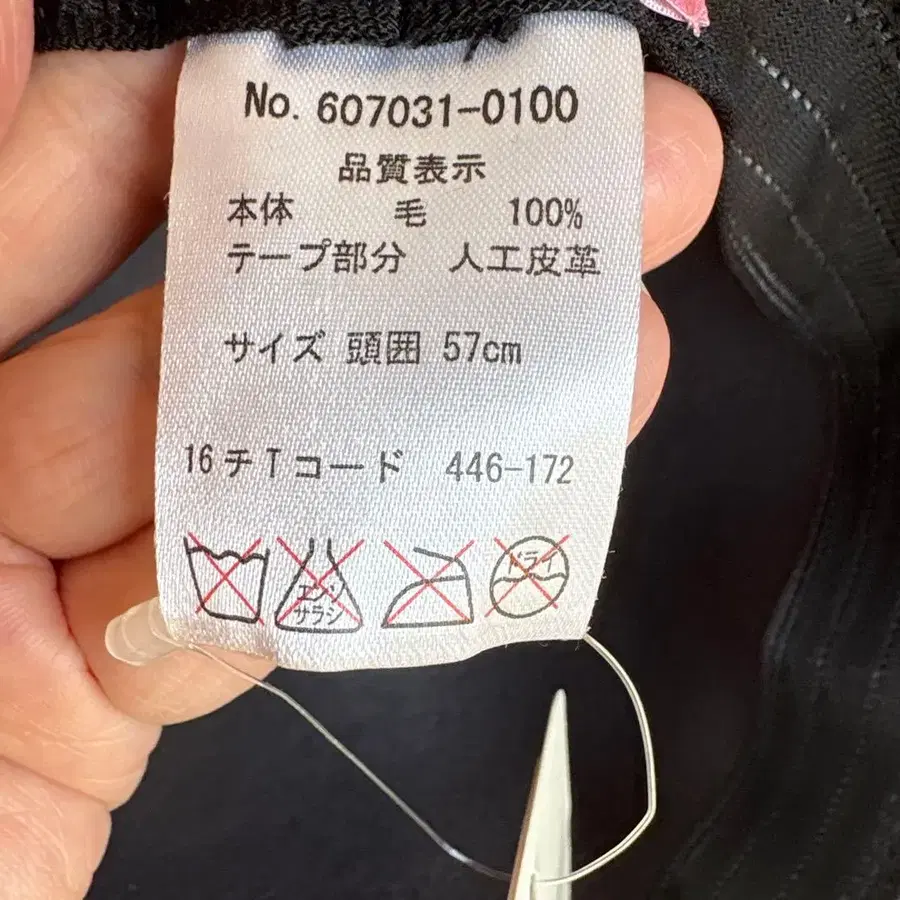 No. 607031-0100
品質表示
本体 毛 100%
テープ部分 人工皮革
サイズ 頭囲 57cm
16チTコード 446-172
エンソ
サラシ
ドライ